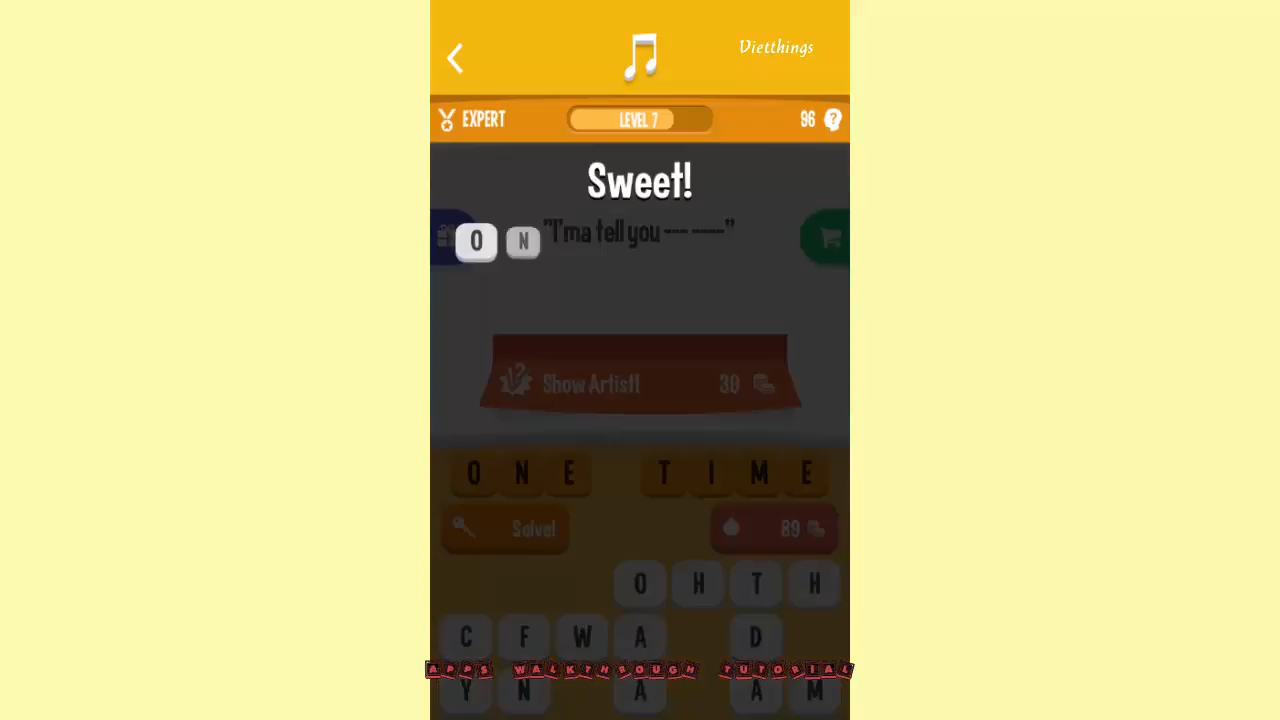 Vietthings
EXPERT
LEVEL 7
96
Sweet!
O N
"I'ma tell you --- ----"
Show Artist! 30
O N E T I M E
Solve! 89
O H T H
C F W A D
APPS WALKTHROUGH TUTORIAL
Y N A A M